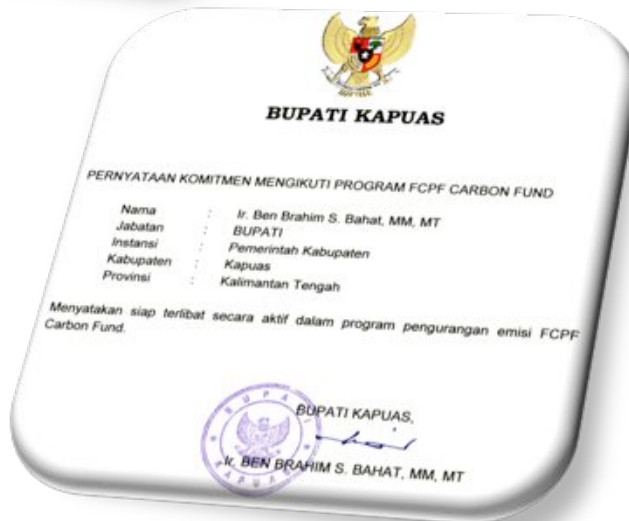 BUPATI KAPUAS
PERNYATAAN KOMITMEN MENGIKUTI PROGRAM FCPF CARBON FUND
Nama : Ir. Ben Brahim S. Bahat, MM, MT
Jabatan : BUPATI
Instansi : Pemerintah Kabupaten
Kabupaten : Kapuas
Provinsi : Kalimantan Tengah
Menyatakan siap terlibat secara aktif dalam program pengurangan emisi FCPF
Carbon Fund.
BUPATI KAPUAS,
BUPATI
KAPUAS
Ir. BEN BRAHIM S. BAHAT, MM, MT